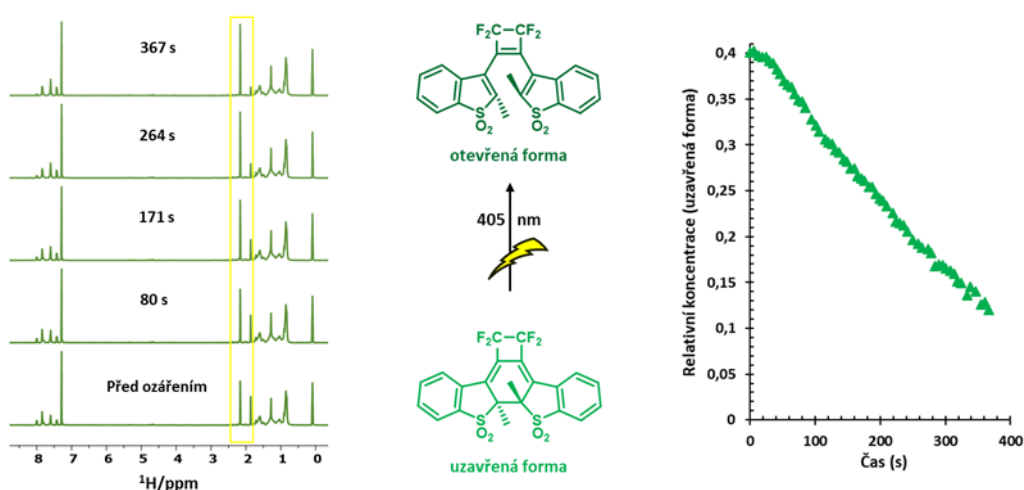 367 s
264 s
171 s
80 s
Před ozářením
8 7 6 5 4 3 2 1 0
¹H/ppm
F₂C C F₂
S
O₂
S
O₂
otevřená forma
405 nm
F₂C C F₂
S
O₂
S
O₂
uzavřená forma
Relativní koncentrace (uzavřená forma)
0,4
0,35
0,3
0,25
0,2
0,15
0,1
0,05
0
0 100 200 300 400
Čas (s)